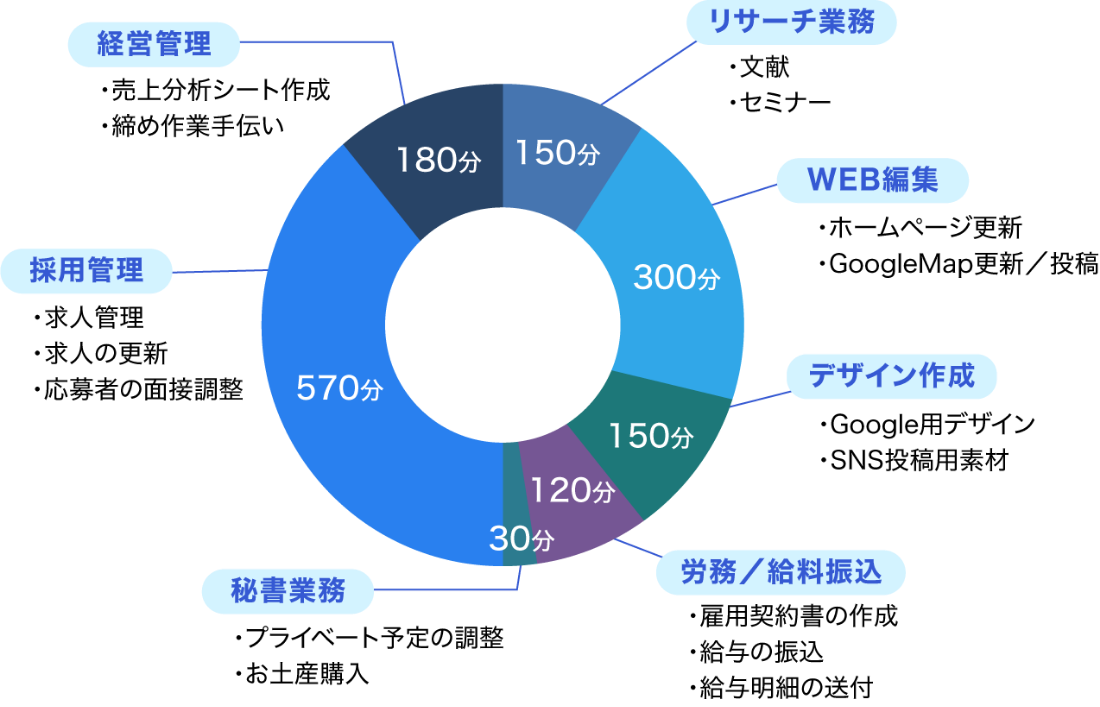 経営管理
・売上分析シート作成
・締め作業手伝い
180分
リサーチ業務
・文献
・セミナー
150分
WEB編集
・ホームページ更新
・GoogleMap更新／投稿
300分
デザイン作成
・Google用デザイン
・SNS投稿用素材
150分
労務／給料振込
・雇用契約書の作成
・給与の振込
・給与明細の送付
120分
秘書業務
・プライベート予定の調整
・お土産購入
30分
採用管理
・求人管理
・求人の更新
・応募者の面接調整
570分